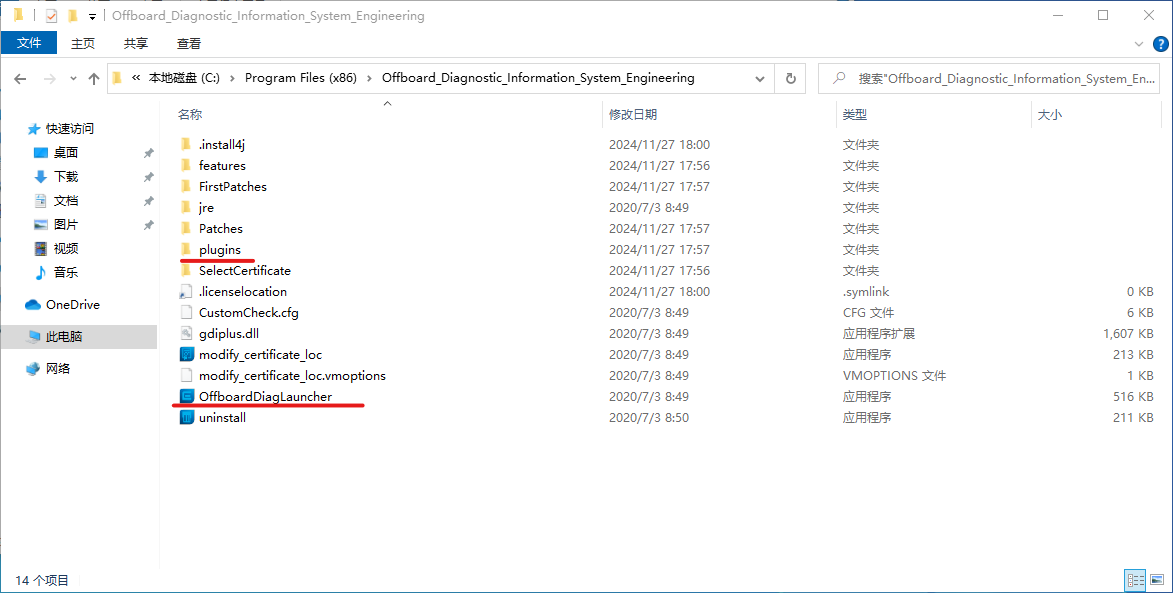 Offboard_Diagnostic_Information_System_Engineering
文件 主页 共享 查看
« 本地磁盘 (C:) › Program Files (x86) › Offboard_Diagnostic_Information_System_Engineering
搜索"Offboard_Diagnostic_Information_System_En...
快速访问
桌面
下载
文档
图片
视频
音乐
OneDrive
此电脑
网络
名称 修改日期 类型 大小
.install4j 2024/11/27 18:00 文件夹
features 2024/11/27 17:56 文件夹
FirstPatches 2024/11/27 17:57 文件夹
jre 2020/7/3 8:49 文件夹
Patches 2024/11/27 17:57 文件夹
plugins 2024/11/27 17:57 文件夹
SelectCertificate 2024/11/27 17:56 文件夹
.licenselocation 2024/11/27 18:00 .symlink 0 KB
CustomCheck.cfg 2020/7/3 8:49 CFG 文件 6 KB
gdiplus.dll 2020/7/3 8:49 应用程序扩展 1,607 KB
modify_certificate_loc 2020/7/3 8:49 应用程序 213 KB
modify_certificate_loc.vmoptions 2020/7/3 8:49 VMOPTIONS 文件 1 KB
OffboardDiagLauncher 2020/7/3 8:49 应用程序 516 KB
uninstall 2020/7/3 8:50 应用程序 211 KB
14 个项目